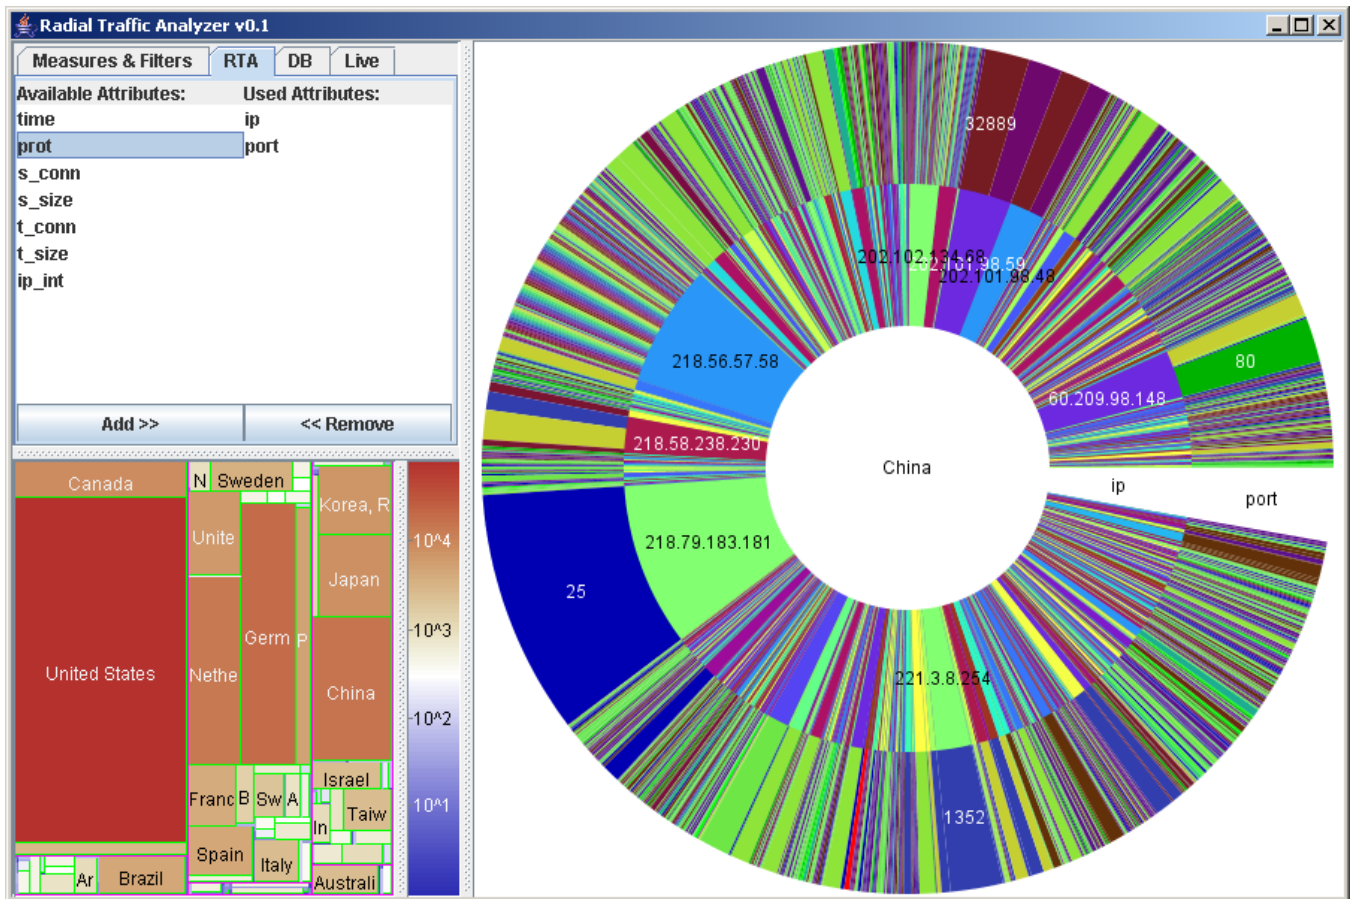 Radial Traffic Analyzer v0.1
Measures & Filters RTA DB Live
Available Attributes: Used Attributes:
time ip
prot port
s_conn
s_size
t_conn
t_size
ip_int
Add >> << Remove
Canada
N Sweden
Korea, R
Unite
10^4
Japan
Germ
P
10^3
United States
Nethe
China
10^2
Israel
Franc
B
Sw
A
10^1
Taiw
In
Spain
Italy
Ar
Brazil
Australi
32889
202.102.134.68
202.101.98.59
202.101.98.48
218.56.57.58
80
60.209.98.148
218.58.238.230
China
ip
port
218.79.183.181
25
221.3.8.254
1352